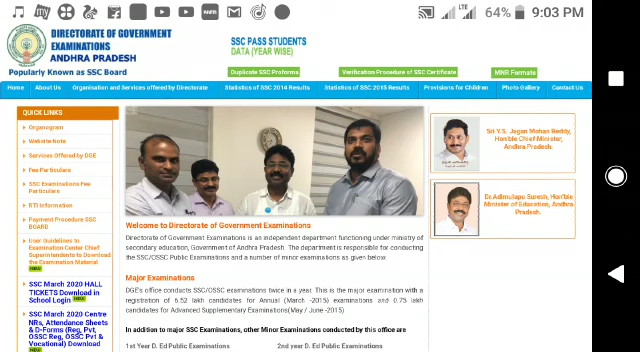 LTE
64%
9:03 PM
DIRECTORATE OF GOVERNMENT
EXAMINATIONS
ANDHRA PRADESH
Popularly Known as SSC Board
SSC PASS STUDENTS
DATA (YEAR WISE)
Duplicate SSC Proforms
Verification Procedure of SSC Certificate
MNR Formats
Home
About Us
Organisation and Services offered by Directorate
Statistics of SSC 2014 Results
Statistics of SSC 2015 Results
Provisions for Children
Photo Gallery
Contact Us
QUICK LINKS
Organogram
Website Note
Services Offered by DGE
Fee Particulars
SSC Examinations Fee
Particulars
RTI Information
Payment Procedure SSC
BOARD
User Guidelines to
Examination Center Chief
Superintendents to Download
the Examination Material
NEW
SSC March 2020 HALL
TICKETS Download in
School Login NEW
SSC March 2020 Centre
NRs, Attendance Sheets
& D-Forms (Reg, Pvt,
OSSC Reg, OSSC Pvt &
Vocational) Download
Welcome to Directorate of Government Examinations
Directorate of Government Examinations is an independent department functioning under ministry of
secondary education, Government of Andhra Pradesh. The department is responsible for conducting
the SSC/OSSC Public Examinations and a number of minor examinations as given below.
Major Examinations
DGE's office conducts SSC/OSSC examinations twice in a year. This is the major examination with a
registration of 6.52 lakh candidates for Annual (March -2015) examinations and 0.75 lakh
candidates for Advanced Supplementary Examinations(May / June -2015)
In addition to major SSC Examinations, other Minor Examinations conducted by this office are
1st Year D. Ed Public Examinations
2nd year D. Ed Public Examinations
Sri Y.S. Jagan Mohan Reddy,
Hon'ble Chief Minister,
Andhra Pradesh.
Dr.Adimulapu Suresh, Hon'ble
Minister of Education, Andhra
Pradesh.